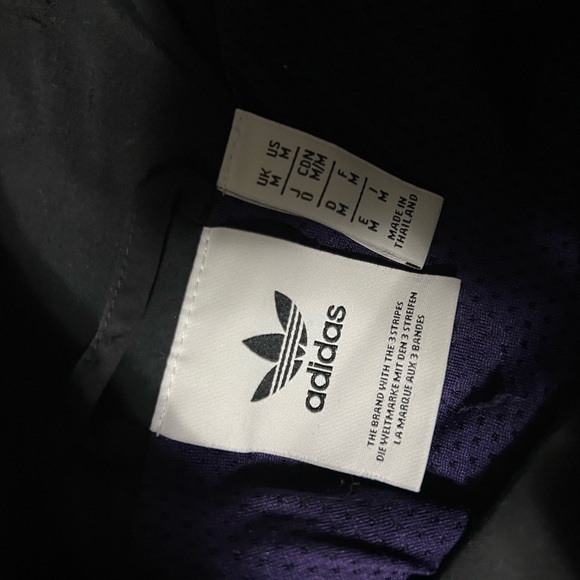 UK US
M M
J CDN
O M/M
D F
M M
E I
M M
MADE IN
THAILAND
adidas
THE BRAND WITH THE 3 STRIPES
DIE WELTMARKE MIT DEN 3 STREIFEN
LA MARQUE AUX 3 BANDES